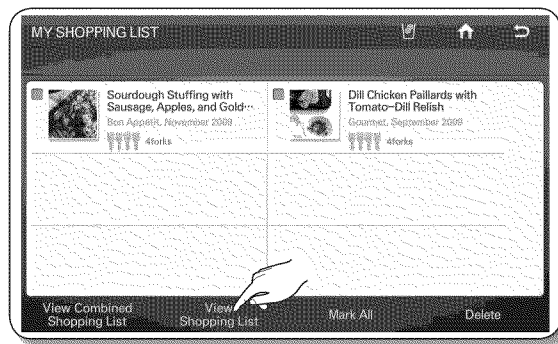 MY SHOPPING LIST
Sourdough Stuffing with
Sausage, Apples, and Gold…
Bon Appétit, November 2009
4forks
Dill Chicken Paillards with
Tomato-Dill Relish
Gourmet, September 2009
4forks
View Combined
Shopping List
View
Shopping List
Mark All
Delete